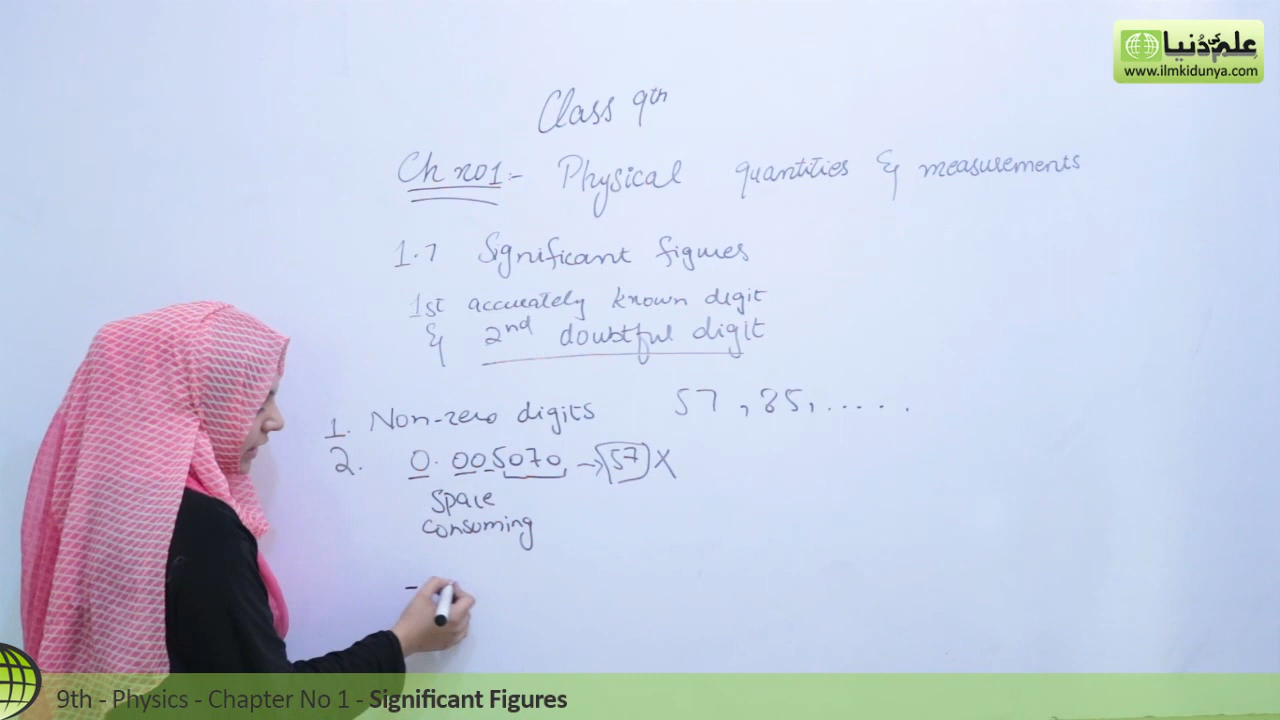 علم کی دُنیا
www.ilmkidunya.com
Class 9th
Ch no1:- Physical quantities & measurements
1.7 Significant figures
1st accurately known digit
& 2nd doubtful digit
1. Non-zero digits 57, 85, .....
2. 0.005070 → 57 X
Space
consuming
9th - Physics - Chapter No 1 - Significant Figures